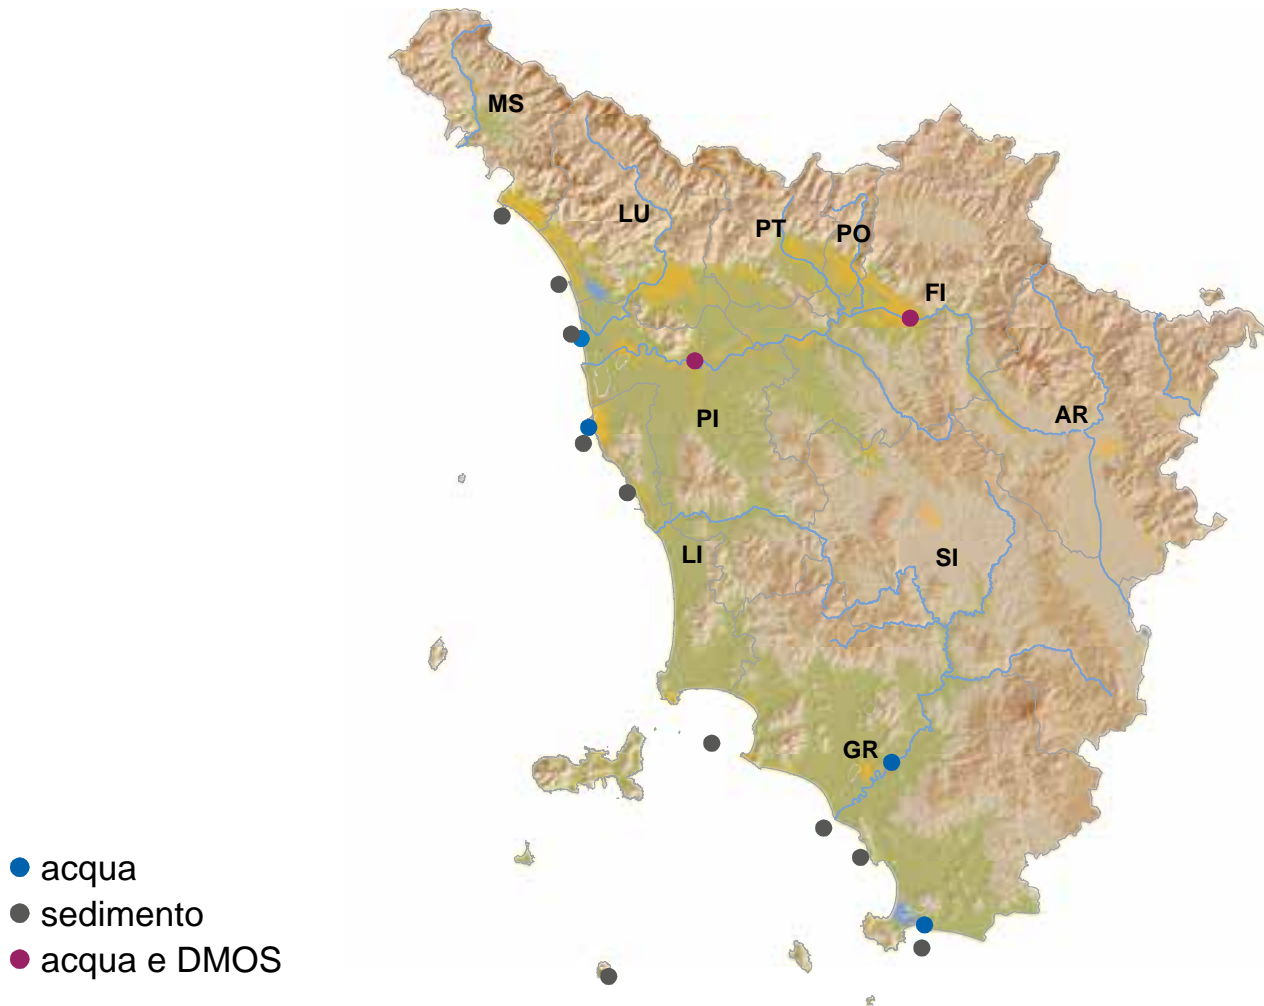 MS
LU
PT
PO
FI
AR
PI
LI
SI
GR
acqua
sedimento
acqua e DMOS